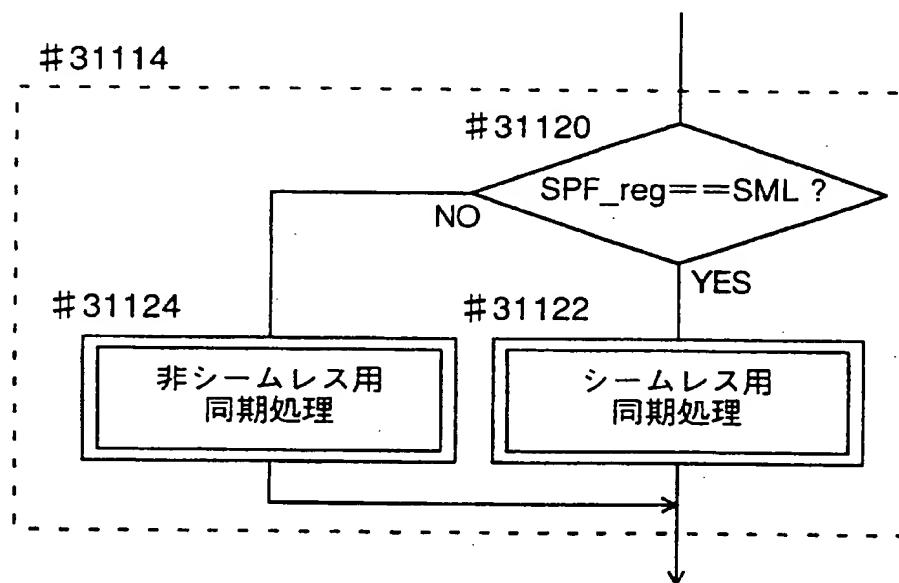 #31114
#31120
SPF_reg==SML ?
NO
YES
#31124
#31122
非シームレス用
同期処理
シームレス用
同期処理